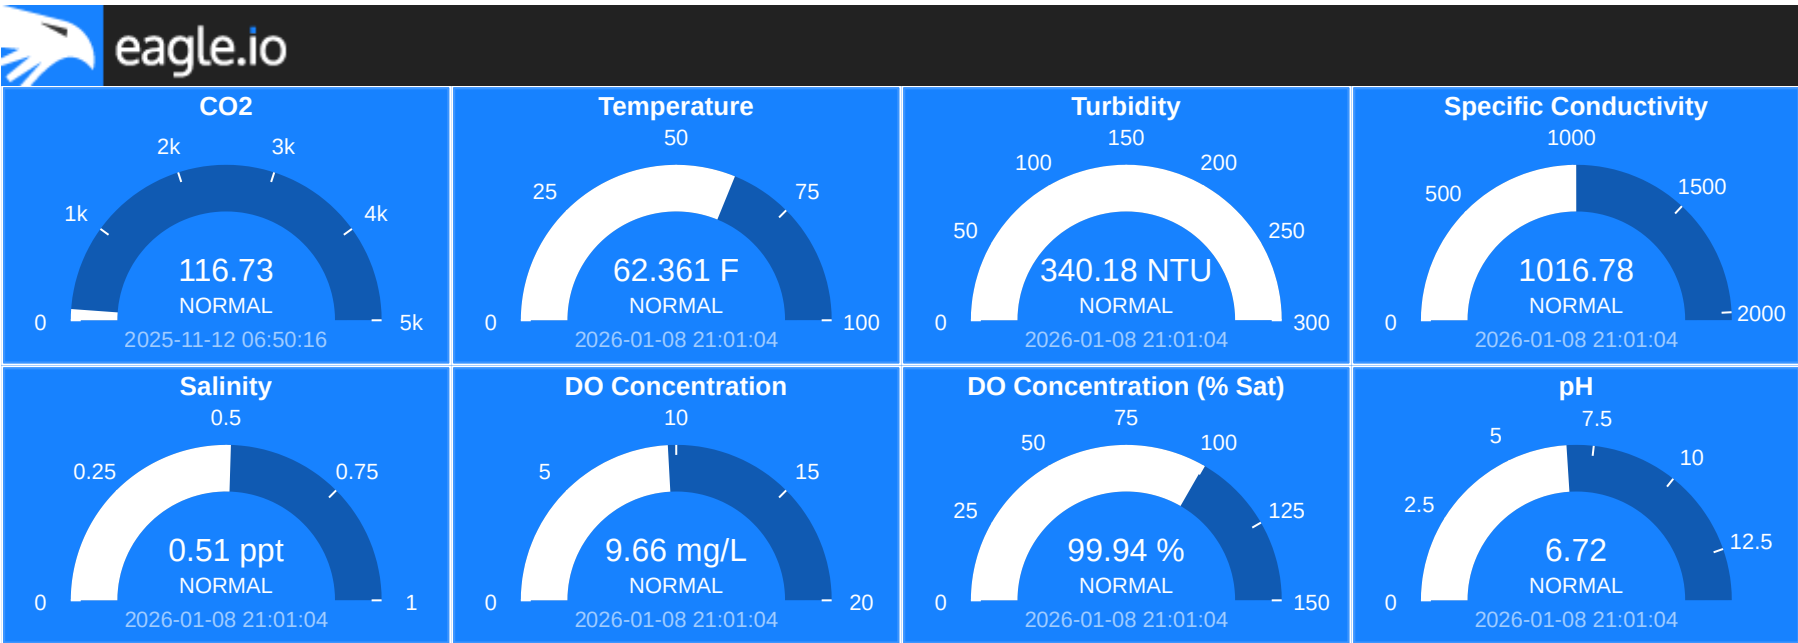 eagle.io
CO2
2k
3k
1k
4k
116.73
NORMAL
0
5k
2025-11-12 06:50:16
Temperature
50
25
75
62.361 F
NORMAL
0
100
2026-01-08 21:01:04
Turbidity
150
100
200
50
250
340.18 NTU
NORMAL
0
300
2026-01-08 21:01:04
Specific Conductivity
1000
500
1500
1016.78
NORMAL
0
2000
2026-01-08 21:01:04
Salinity
0.5
0.25
0.75
0.51 ppt
NORMAL
0
1
2026-01-08 21:01:04
DO Concentration
10
5
15
9.66 mg/L
NORMAL
0
20
2026-01-08 21:01:04
DO Concentration (% Sat)
75
50
100
25
125
99.94 %
NORMAL
0
150
2026-01-08 21:01:04
pH
7.5
5
10
2.5
12.5
6.72
NORMAL
0
2026-01-08 21:01:04